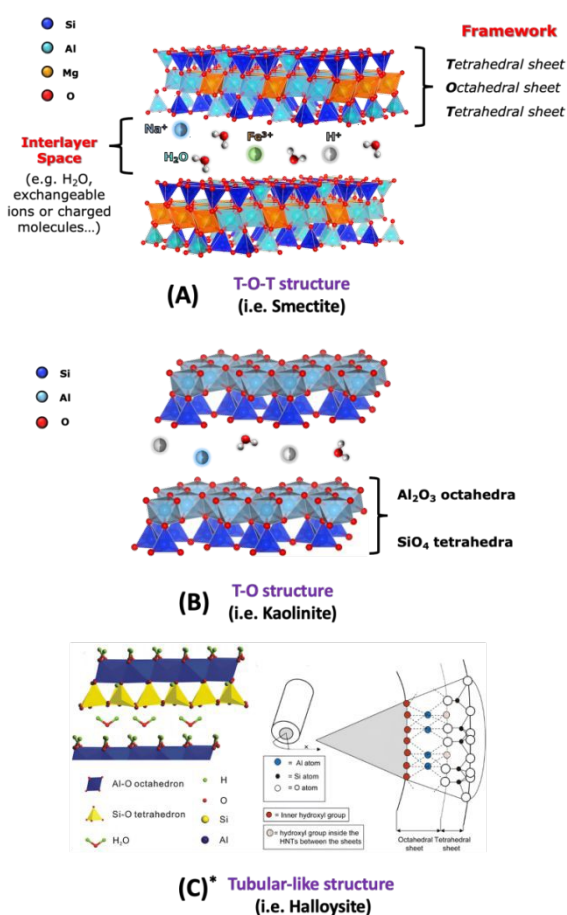 Si
Al
Mg
O
Framework
Tetrahedral sheet
Octahedral sheet
Tetrahedral sheet
Interlayer
Space
(e.g. H₂O,
exchangeable
ions or charged
molecules...)
Na⁺
Fe³⁺
H⁺
H₂O
(A)
T-O-T structure
(i.e. Smectite)
Si
Al
O
Al₂O₃ octahedra
SiO₄ tetrahedra
(B)
T-O structure
(i.e. Kaolinite)
Al-O octahedron
Si-O tetrahedron
H₂O
H
O
Si
Al
= Al atom
= Si atom
= O atom
= Inner hydroxyl group
= hydroxyl group inside the
HNTs between the sheets
Octahedral
sheet
Tetrahedral
sheet
(C)*
Tubular-like structure
(i.e. Halloysite)